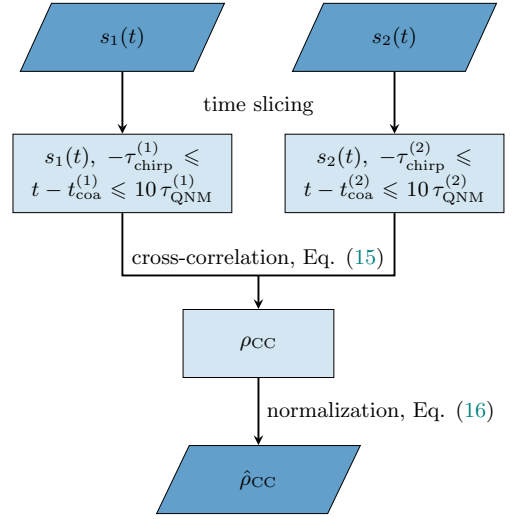 s₁(t)
s₂(t)
time slicing
s₁(t), −τ_chirp^(1) ⩽
t − t_coa^(1) ⩽ 10 τ_QNM^(1)
s₂(t), −τ_chirp^(2) ⩽
t − t_coa^(2) ⩽ 10 τ_QNM^(2)
cross-correlation, Eq. (15)
ρ_CC
normalization, Eq. (16)
ρ̂_CC